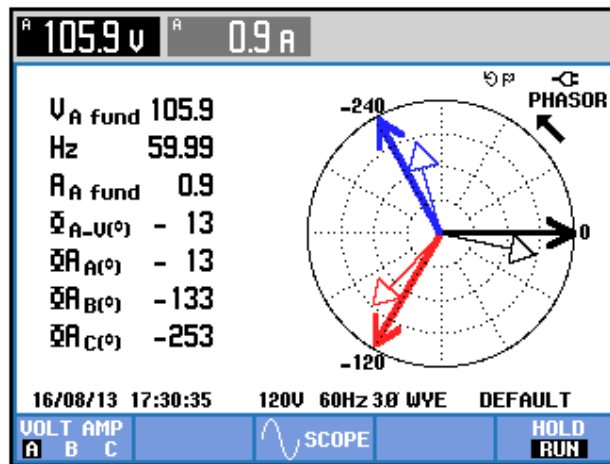 A 105.9 V A 0.9 A
PHASOR
V A fund 105.9
Hz 59.99
A A fund 0.9
Φ A-V(°) - 13
ΦA A(°) - 13
ΦA B(°) -133
ΦA C(°) -253
-240
0
-120
16/08/13 17:30:35 120V 60Hz 3Ø WYE DEFAULT
VOLT AMP
A B C
SCOPE
HOLD
RUN